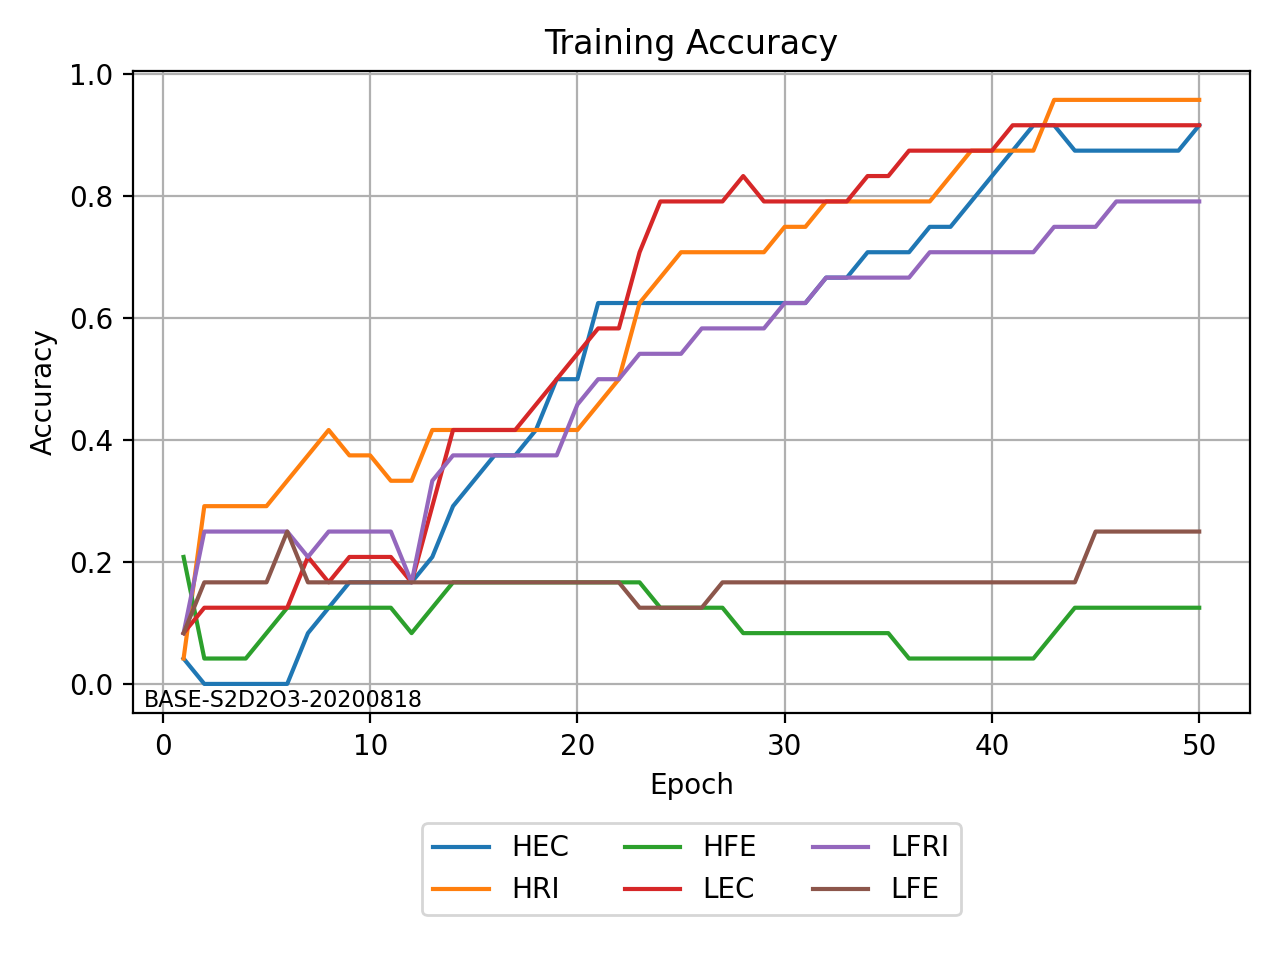 Training Accuracy
1.0
0.8
0.6
0.4
0.2
0.0
Accuracy
BASE-S2D2O3-20200818
0 10 20 30 40 50
Epoch
HEC HFE LFRI
HRI LEC LFE